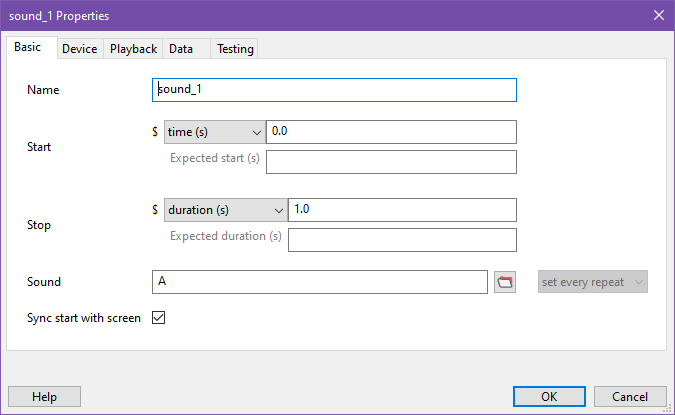 sound_1 Properties
Basic Device Playback Data Testing
Name sound_1
Start $ time (s) 0.0
Expected start (s)
Stop $ duration (s) 1.0
Expected duration (s)
Sound A set every repeat
Sync start with screen
Help OK Cancel